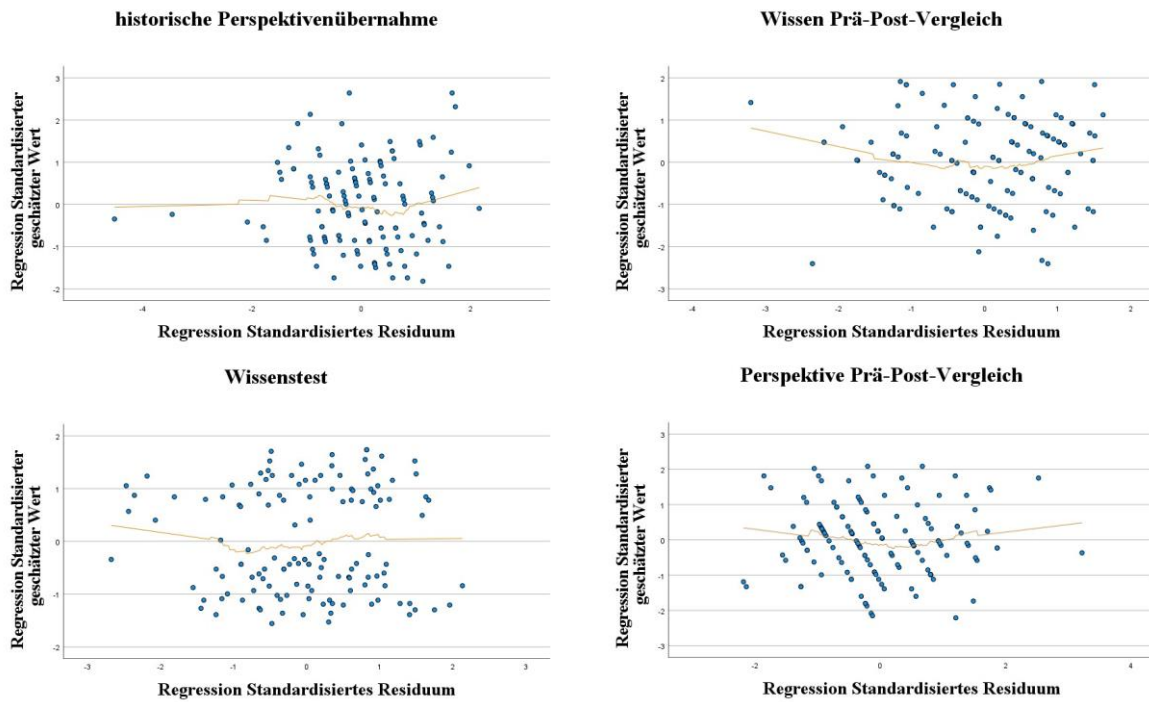 historische Perspektivenübernahme
Regression Standardisierter
geschätzter Wert
3
2
1
0
-1
-2
-4
-2
0
2
Regression Standardisiertes Residuum
Wissen Prä-Post-Vergleich
Regression Standardisierter
geschätzter Wert
2
1
0
-1
-2
-3
-4
-3
-2
-1
0
1
2
Regression Standardisiertes Residuum
Wissenstest
Regression Standardisierter
geschätzter Wert
2
1
0
-1
-2
-3
-2
-1
0
1
2
3
Regression Standardisiertes Residuum
Perspektive Prä-Post-Vergleich
Regression Standardisierter
geschätzter Wert
3
2
1
0
-1
-2
-3
-2
0
2
4
Regression Standardisiertes Residuum